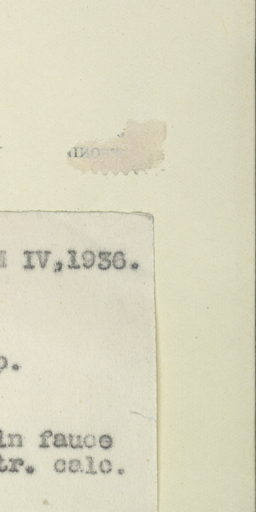 IV,1936.
in fauce
tr. calc.